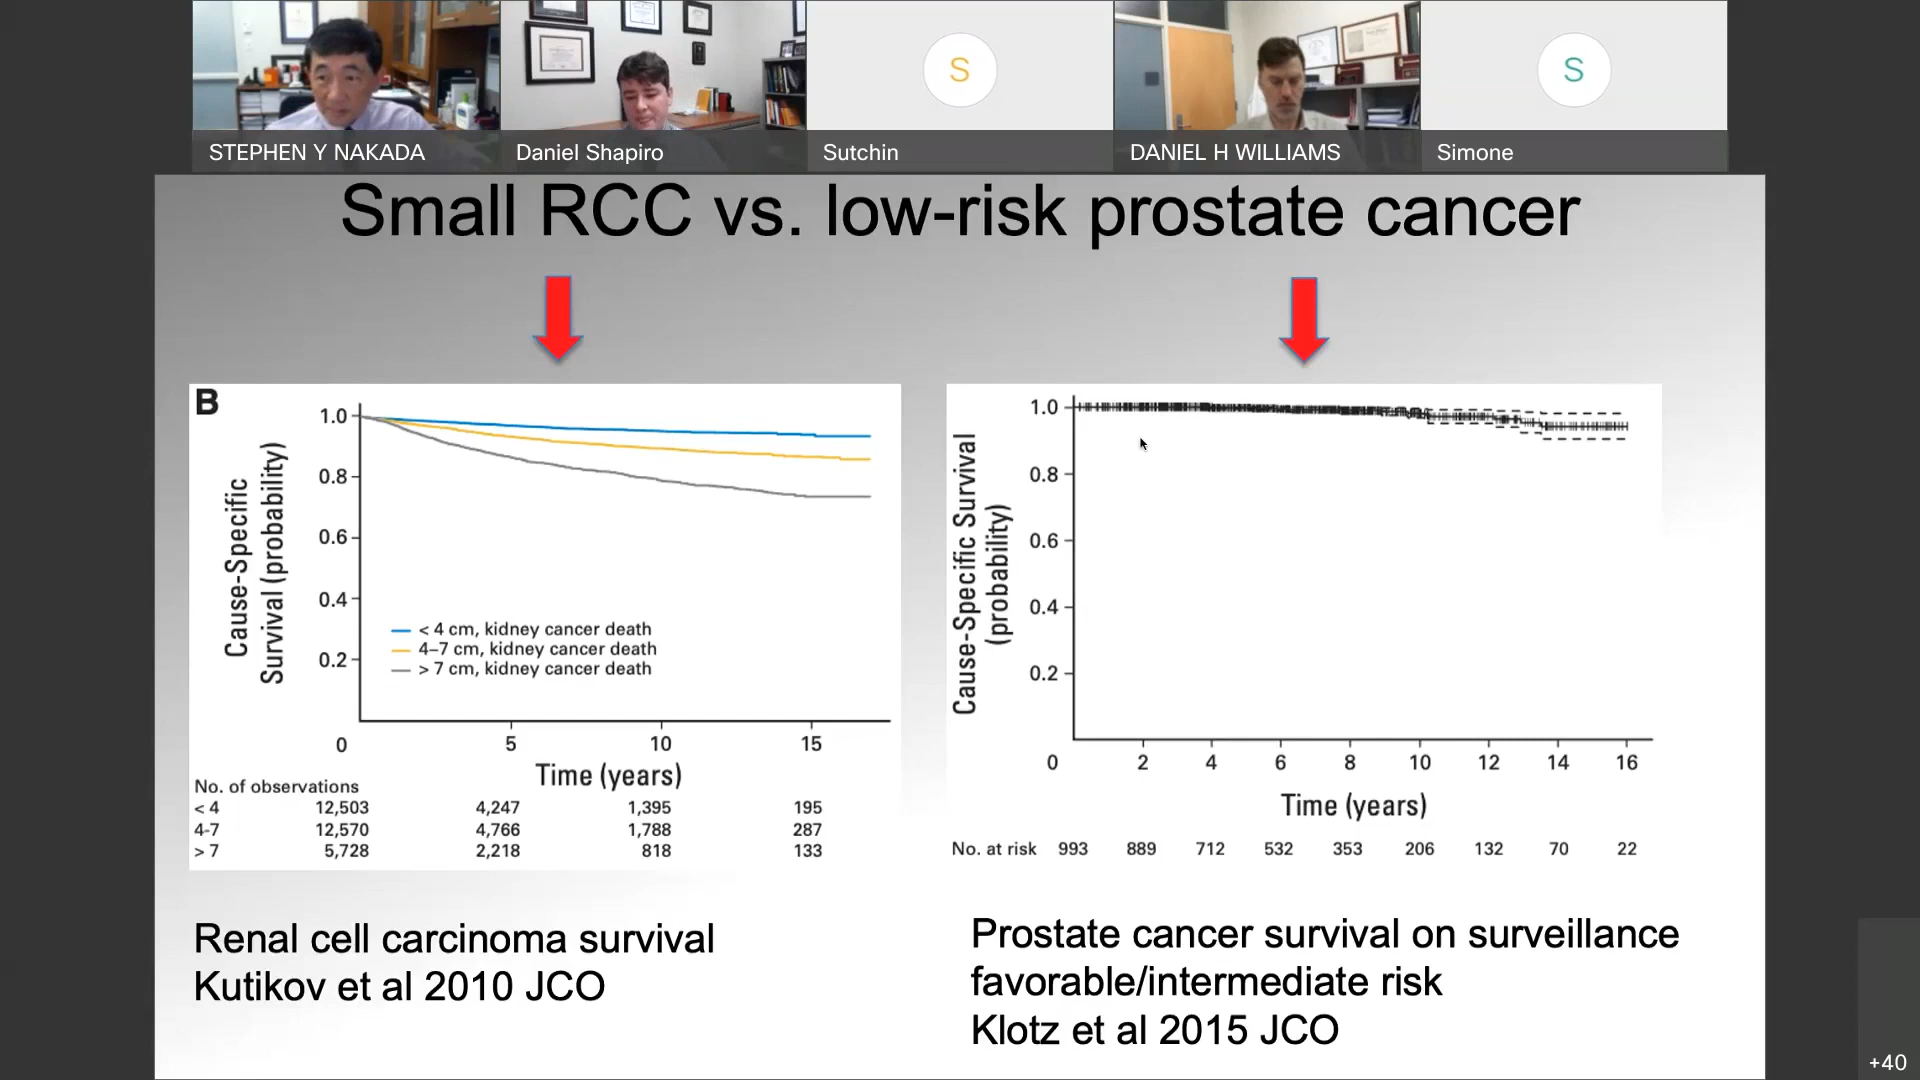 S
S
STEPHEN Y NAKADA
Daniel Shapiro
Sutchin
DANIEL H WILLIAMS
Simone
Small RCC vs. low-risk prostate cancer
B
Cause-Specific
Survival (probability)
1.0
0.8
0.6
0.4
0.2
< 4 cm, kidney cancer death
4–7 cm, kidney cancer death
> 7 cm, kidney cancer death
0 5 10 15
Time (years)
No. of observations
< 4 12,503 4,247 1,395 195
4-7 12,570 4,766 1,788 287
> 7 5,728 2,218 818 133
Renal cell carcinoma survival
Kutikov et al 2010 JCO
Cause-Specific Survival
(probability)
1.0
0.8
0.6
0.4
0.2
0 2 4 6 8 10 12 14 16
Time (years)
No. at risk 993 889 712 532 353 206 132 70 22
Prostate cancer survival on surveillance
favorable/intermediate risk
Klotz et al 2015 JCO
+40